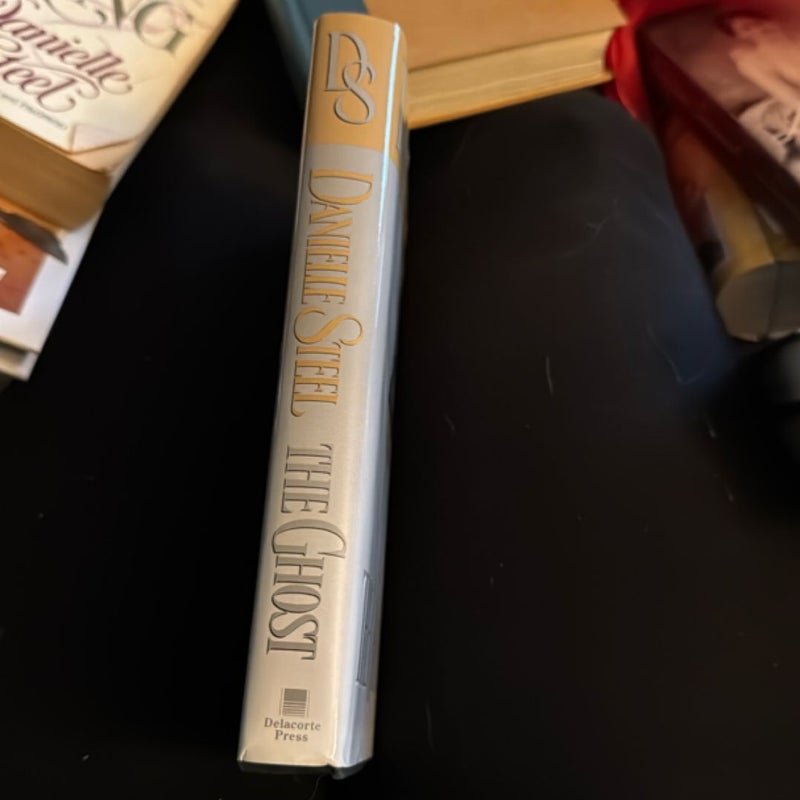 Danielle
Steel
DS
DANIELLE STEEL
THE GHOST
Delacorte
Press